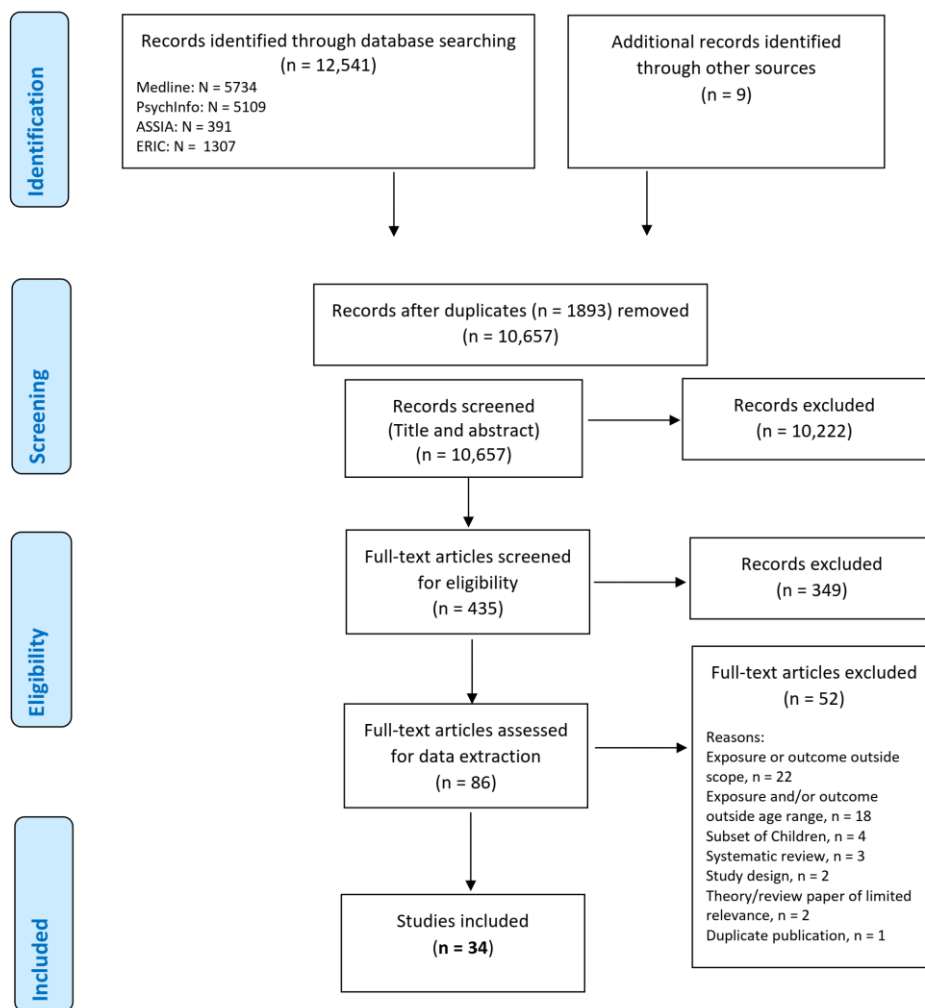 Identification
Records identified through database searching
(n = 12,541)
Medline: N = 5734
PsychInfo: N = 5109
ASSIA: N = 391
ERIC: N =  1307
Additional records identified
through other sources
(n = 9)
Screening
Records after duplicates (n = 1893) removed
(n = 10,657)
Records screened
(Title and abstract)
(n = 10,657)
Records excluded
(n = 10,222)
Eligibility
Full-text articles screened
for eligibility
(n = 435)
Records excluded
(n = 349)
Full-text articles assessed
for data extraction
(n = 86)
Full-text articles excluded
(n = 52)
Reasons:
Exposure or outcome outside
scope, n = 22
Exposure and/or outcome
outside age range, n = 18
Subset of Children, n = 4
Systematic review, n = 3
Study design, n = 2
Theory/review paper of limited
relevance, n = 2
Duplicate publication, n = 1
Included
Studies included
(n = 34)